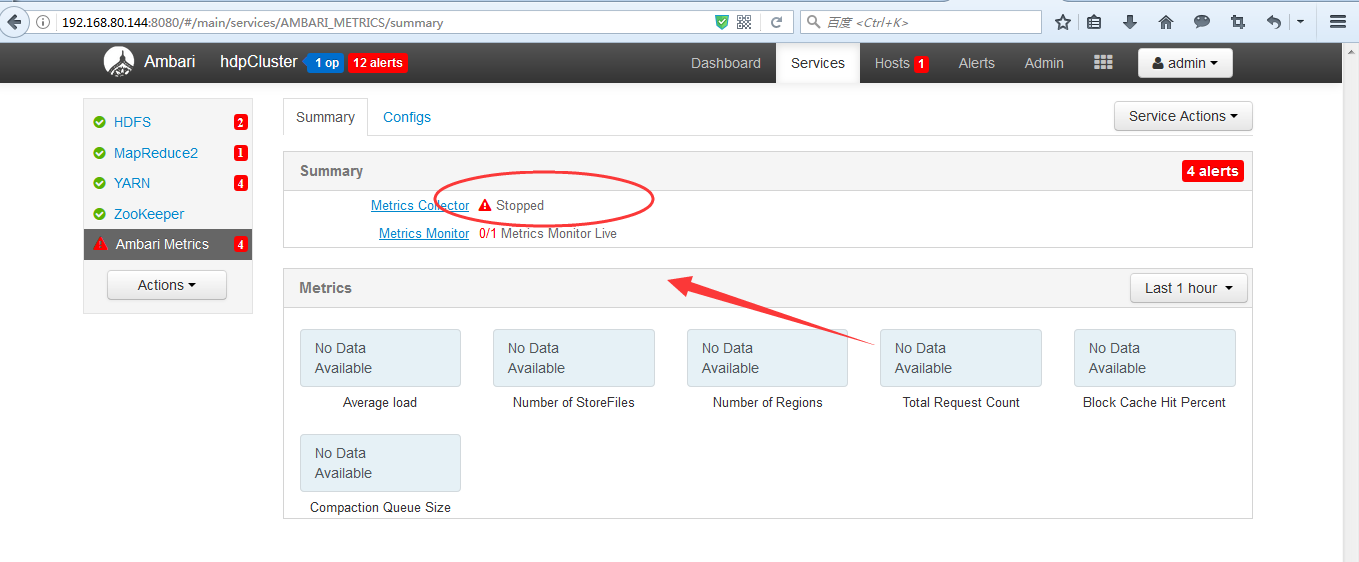 192.168.80.144:8080/#/main/services/AMBARI_METRICS/summary
百度 <Ctrl+K>
Ambari hdpCluster 1 op 12 alerts Dashboard Services Hosts 1 Alerts Admin admin
HDFS 2
MapReduce2 1
YARN 4
ZooKeeper
Ambari Metrics 4
Actions
Summary Configs Service Actions
Summary 4 alerts
Metrics Collector Stopped
Metrics Monitor 0/1 Metrics Monitor Live
Metrics Last 1 hour
No Data
Available
Average load
No Data
Available
Number of StoreFiles
No Data
Available
Number of Regions
No Data
Available
Total Request Count
No Data
Available
Block Cache Hit Percent
No Data
Available
Compaction Queue Size